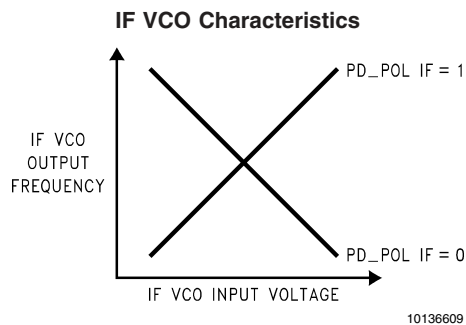 IF VCO Characteristics
PD_POL IF = 1
IF VCO
OUTPUT
FREQUENCY
PD_POL IF = 0
IF VCO INPUT VOLTAGE
10136609